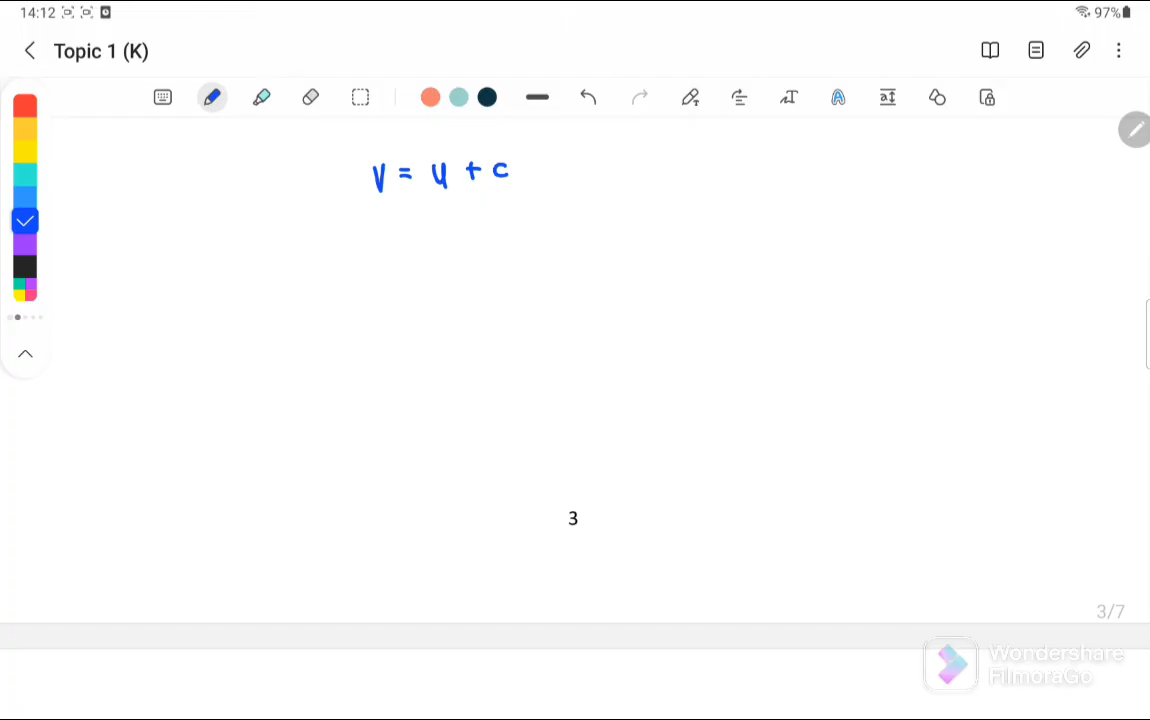 14:12 97%
Topic 1 (K)
v = u + c
3
3/7
Wondershare
FilmoraGo